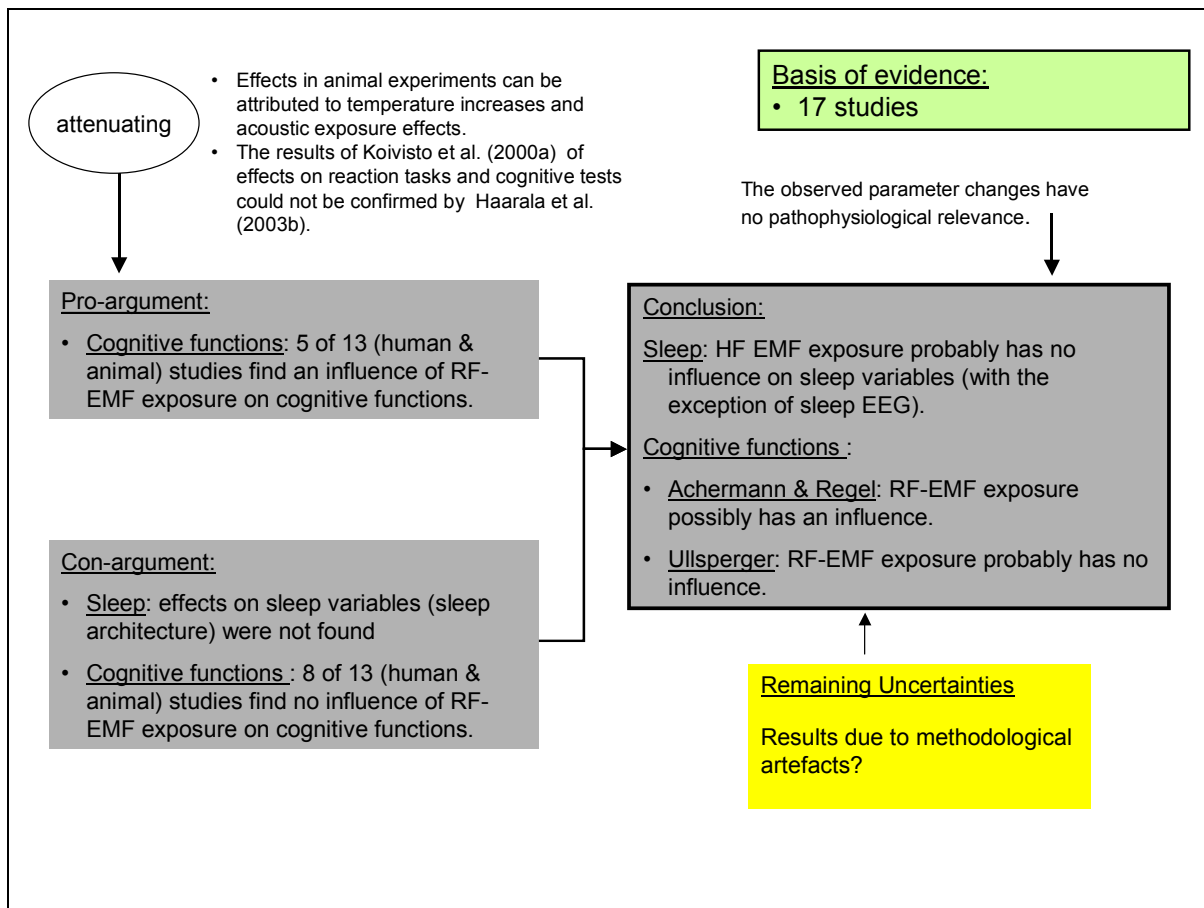 attenuating
• Effects in animal experiments can be
attributed to temperature increases and
acoustic exposure effects.
• The results of Koivisto et al. (2000a) of
effects on reaction tasks and cognitive tests
could not be confirmed by Haarala et al.
(2003b).
Basis of evidence:
• 17 studies
The observed parameter changes have
no pathophysiological relevance.
Pro-argument:
• Cognitive functions: 5 of 13 (human &
animal) studies find an influence of RF-
EMF exposure on cognitive functions.
Con-argument:
• Sleep: effects on sleep variables (sleep
architecture) were not found
• Cognitive functions : 8 of 13 (human &
animal) studies find no influence of RF-
EMF exposure on cognitive functions.
Conclusion:
Sleep: HF EMF exposure probably has no
influence on sleep variables (with the
exception of sleep EEG).
Cognitive functions :
• Achermann & Regel: RF-EMF exposure
possibly has an influence.
• Ullsperger: RF-EMF exposure probably has no
influence.
Remaining Uncertainties
Results due to methodological
artefacts?